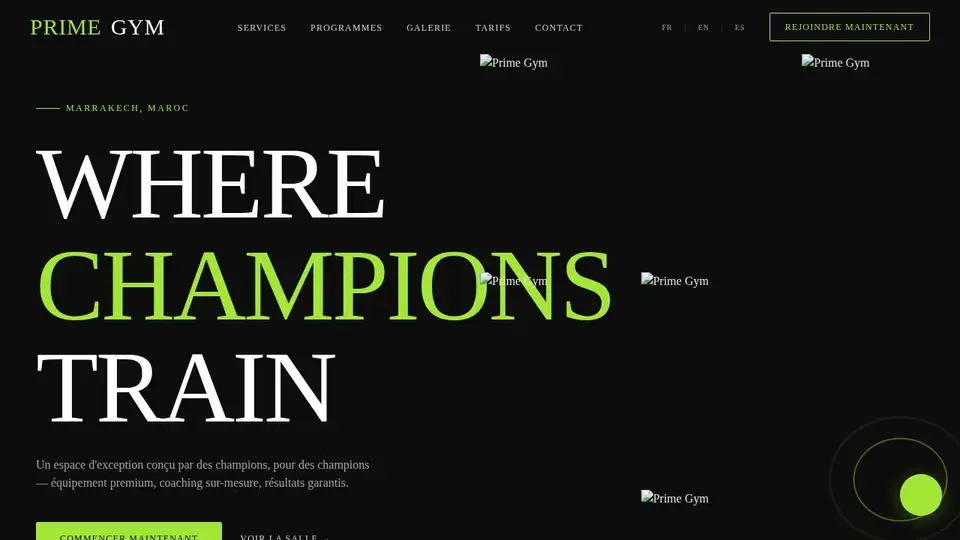 PRIME GYM
SERVICES PROGRAMMES GALERIE TARIFS CONTACT
FR | EN | ES
REJOINDRE MAINTENANT
Prime Gym
Prime Gym
MARRAKECH, MAROC
WHERE
CHAMPIONS
TRAIN
Prime Gym
Prime Gym
Un espace d'exception conçu par des champions, pour des champions
— équipement premium, coaching sur-mesure, résultats garantis.
Prime Gym
COMMENCER MAINTENANT
VOIR LA SALLE →